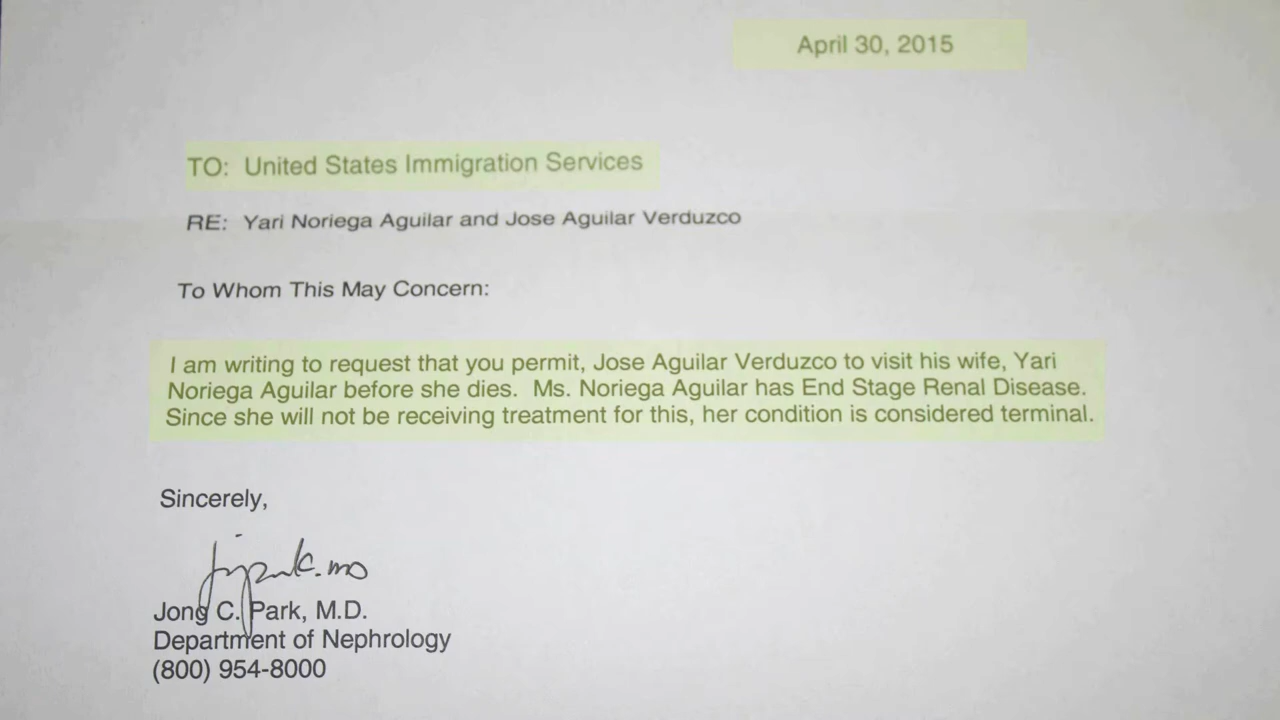 April 30, 2015
TO: United States Immigration Services
RE: Yari Noriega Aguilar and Jose Aguilar Verduzco
To Whom This May Concern:
I am writing to request that you permit, Jose Aguilar Verduzco to visit his wife, Yari
Noriega Aguilar before she dies. Ms. Noriega Aguilar has End Stage Renal Disease.
Since she will not be receiving treatment for this, her condition is considered terminal.
Sincerely,
Jong C. Park, M.D.
Department of Nephrology
(800) 954-8000